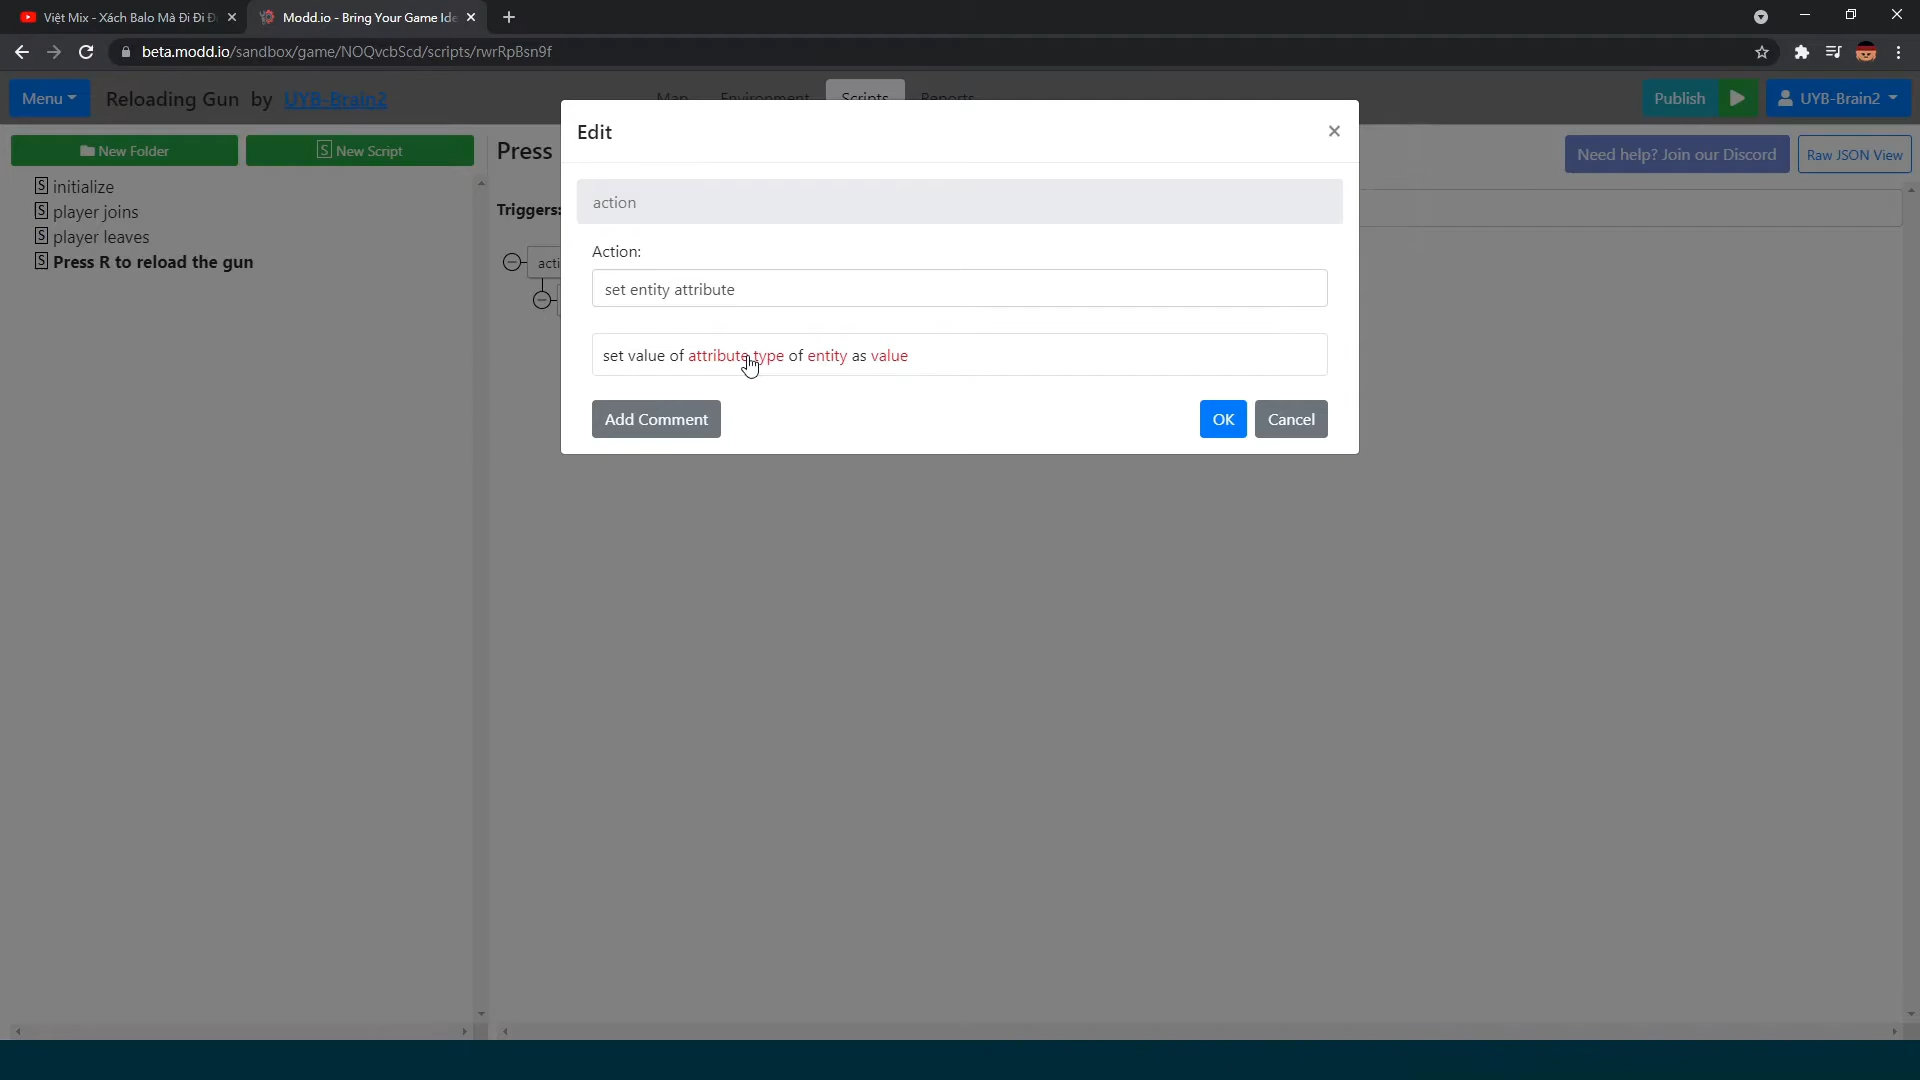 Việt Mix - Xách Balo Mà Đi Đi Đ
Modd.io - Bring Your Game Ide
beta.modd.io/sandbox/game/NOQvcbScd/scripts/rwrRpBsn9f
Menu
Reloading Gun by UYB-Brain2
Map Environment Scripts Reports
Publish
UYB-Brain2
New Folder
S New Script
S initialize
S player joins
S player leaves
S Press R to reload the gun
Press
Need help? Join our Discord
Raw JSON View
Triggers:
acti
Edit
×
action
Action:
set entity attribute
set value of attribute type of entity as value
Add Comment
OK
Cancel